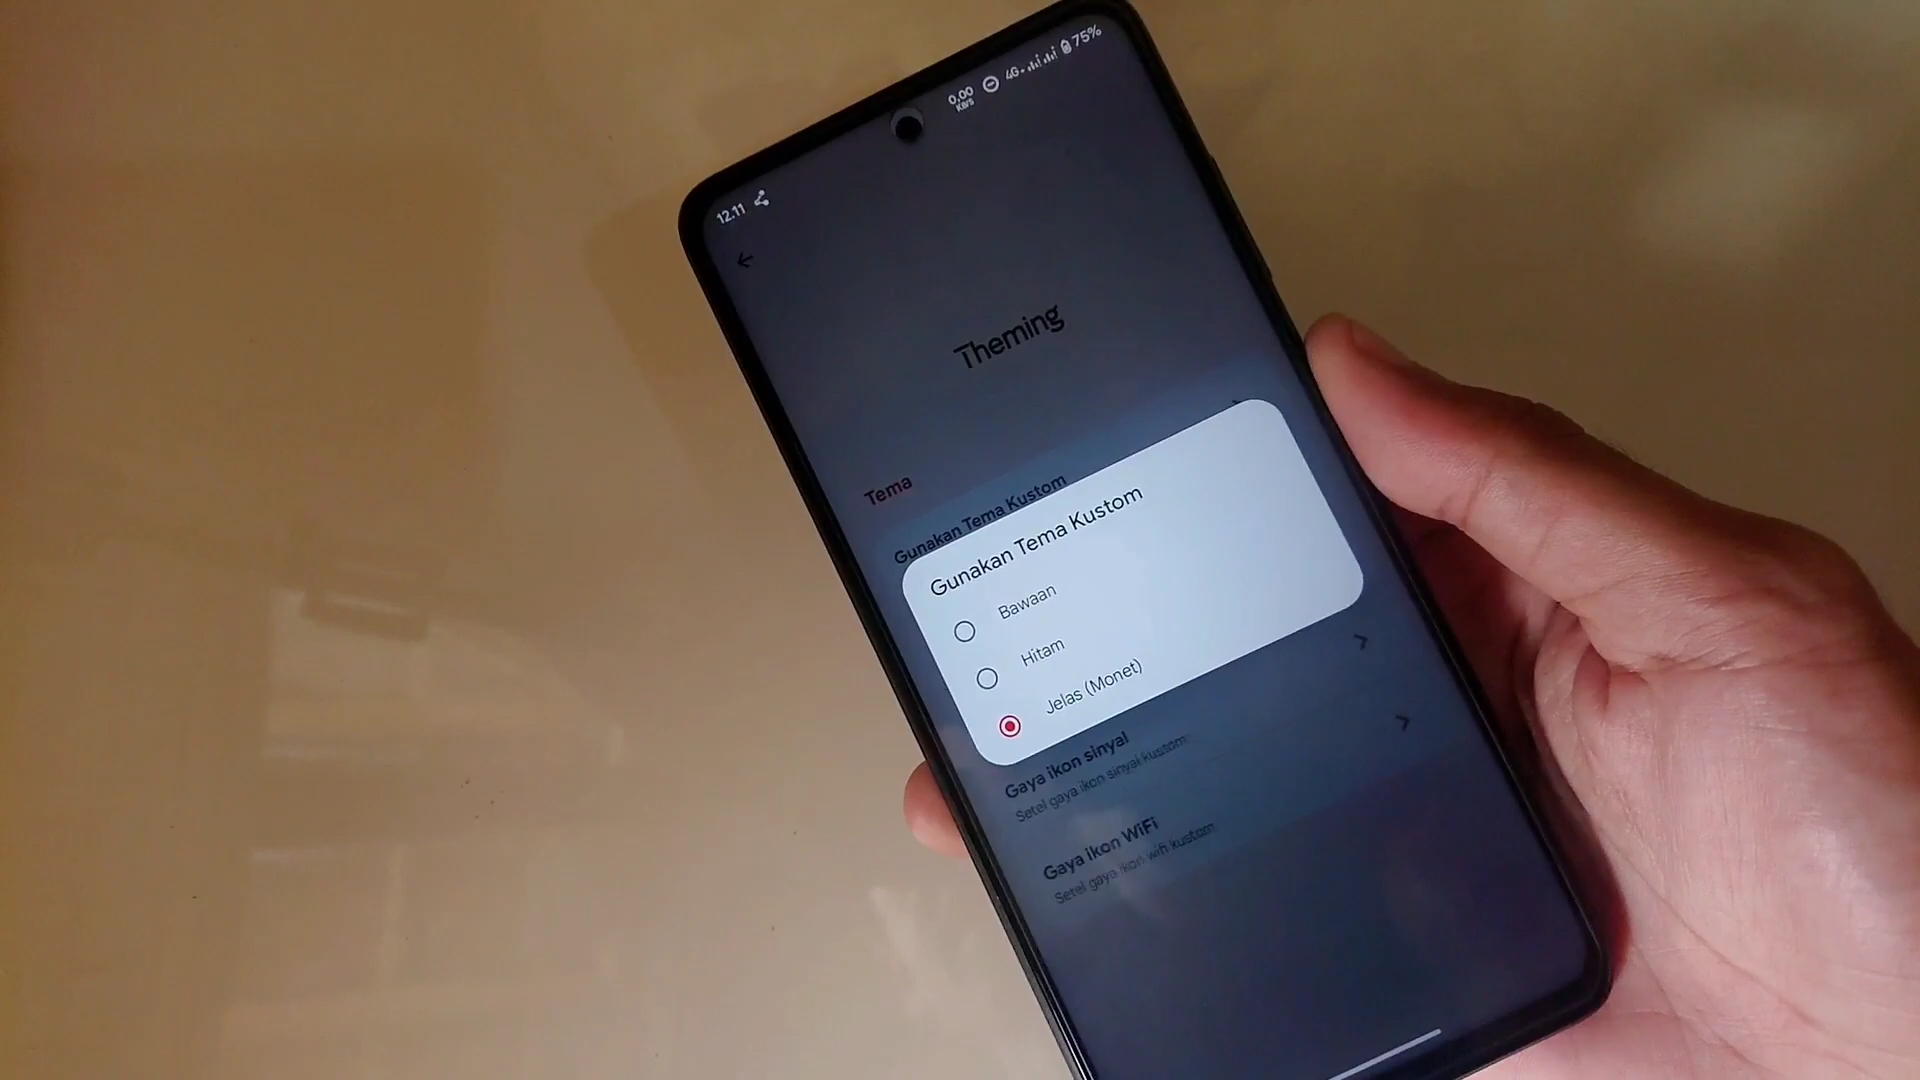 12.11
0,00
KB/s
4G+
75%
Theming
Tema
Gunakan Tema Kustom
Gunakan Tema Kustom
Bawaan
Hitam
Jelas (Monet)
Gaya ikon sinyal
Setel gaya ikon sinyal kustom
Gaya ikon WiFi
Setel gaya ikon wifi kustom